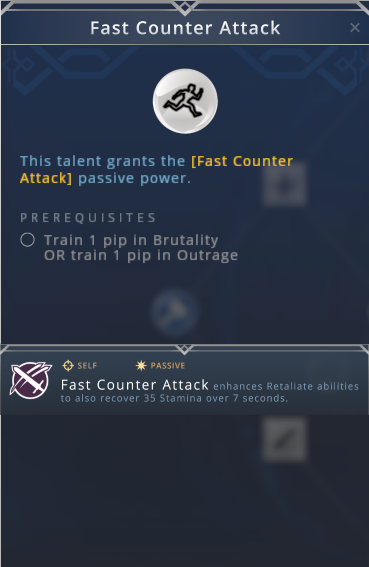 Fast Counter Attack
This talent grants the [Fast Counter
Attack] passive power.
PREREQUISITES
Train 1 pip in Brutality
OR train 1 pip in Outrage
SELF PASSIVE
Fast Counter Attack enhances Retaliate abilities
to also recover 35 Stamina over 7 seconds.